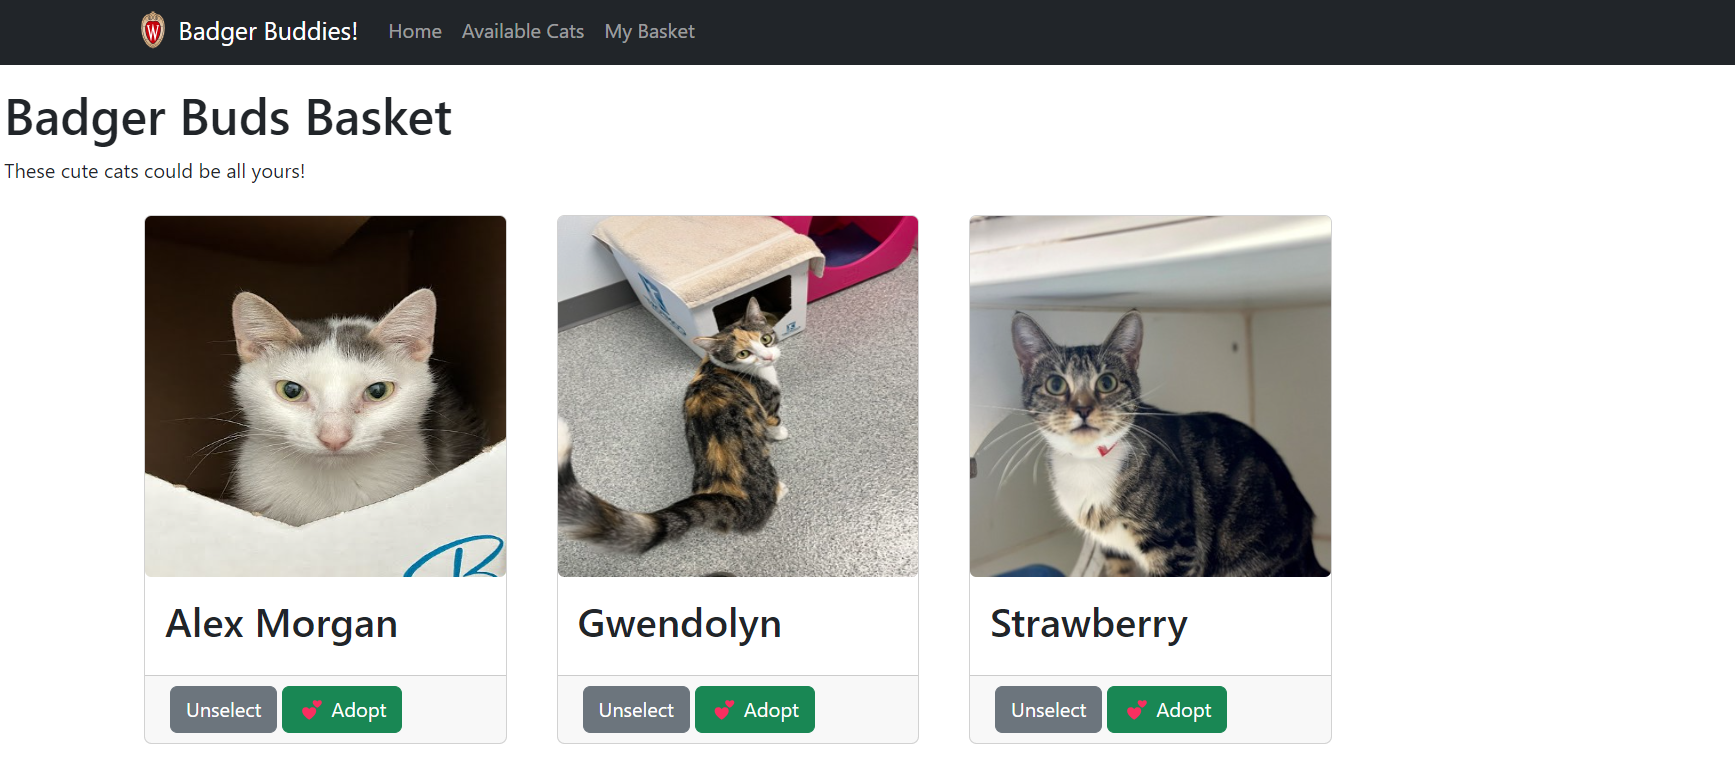 W Badger Buddies! Home Available Cats My Basket
Badger Buds Basket
These cute cats could be all yours!
Alex Morgan
Gwendolyn
Strawberry
Unselect 💕 Adopt
Unselect 💕 Adopt
Unselect 💕 Adopt